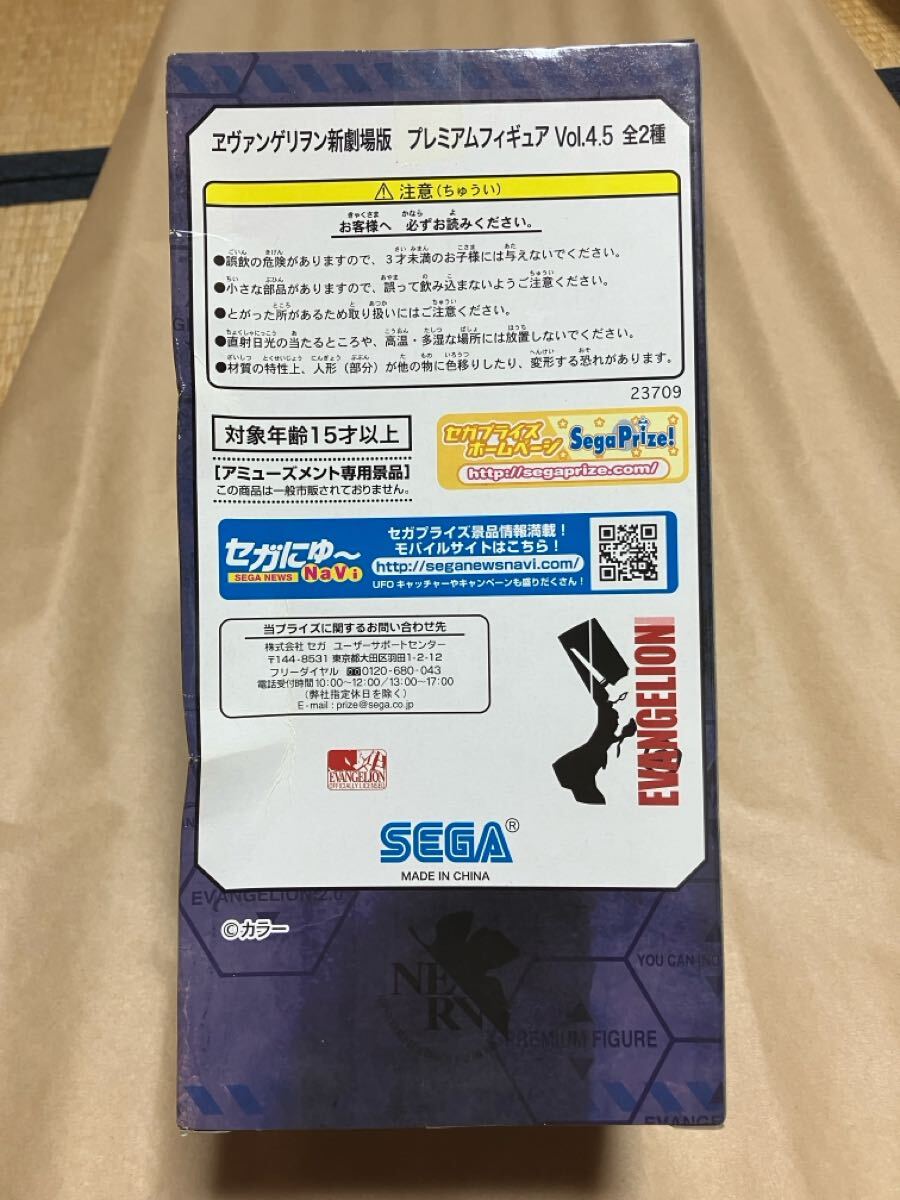 ヱヴァンゲリヲン新劇場版 プレミアムフィギュア Vol.4.5 全2種
⚠ 注意(ちゅうい)
お客様へ 必ずお読みください。
●誤飲の危険がありますので、3才未満のお子様には与えないでください。
●小さな部品がありますので、誤って飲み込まないようご注意ください。
●とがった所があるため取り扱いにはご注意ください。
●直射日光の当たるところや、高温・多湿な場所には放置しないでください。
●材質の特性上、人形(部分)が他の物に色移りしたり、変形する恐れがあります。
23709
対象年齢15才以上
[アミューズメント専用景品]
この商品は一般市販されておりません。
セガプライズ
ホームページ
SegaPrize!
http://segaprize.com/
セガにゅ〜
SEGA NEWS NaVi
セガプライズ景品情報満載!
モバイルサイトはこちら!
http://seganewsnavi.com/
UFOキャッチャーやキャンペーンも盛りだくさん!
当プライズに関するお問い合わせ先
株式会社 セガ ユーザーサポートセンター
〒144-8531 東京都大田区羽田1-2-12
フリーダイヤル 0120-680-043
電話受付時間 10:00~12:00/13:00~17:00
(弊社指定休日を除く)
E-mail : prize@sega.co.jp
EVANGELION
EVANGELION
OFFICIALLY LICENSED
SEGA®
MADE IN CHINA
EVANGELION:2.0
©カラー
YOU CAN (NO
NERV
PREMIUM FIGURE
EVANGEL